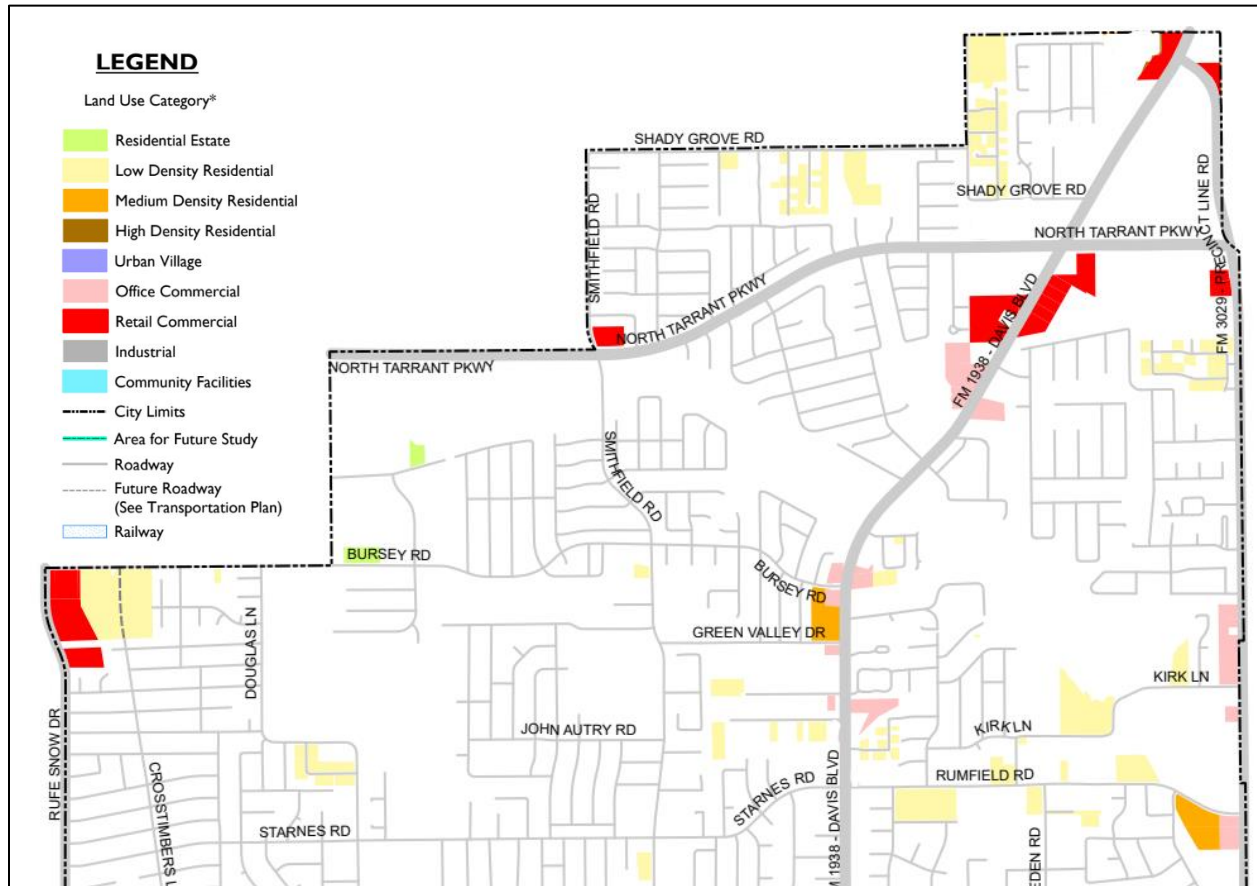 LEGEND
Land Use Category*
Residential Estate
Low Density Residential
Medium Density Residential
High Density Residential
Urban Village
Office Commercial
Retail Commercial
Industrial
Community Facilities
City Limits
Area for Future Study
Roadway
Future Roadway
(See Transportation Plan)
Railway
SHADY GROVE RD
SMITHFIELD RD
SHADY GROVE RD
NORTH TARRANT PKWY
FM 3029 - PRECINCT LINE RD
NORTH TARRANT PKWY
NORTH TARRANT PKWY
FM 1938 - DAVIS BLVD
SMITHFIELD RD
BURSEY RD
BURSEY RD
GREEN VALLEY DR
DOUGLAS LN
KIRK LN
RUFE SNOW DR
JOHN AUTRY RD
KIRK LN
CROSSTIMBERS L
STARNES RD
RUMFIELD RD
STARNES RD
M 1938 - DAVIS BLVD
EDEN RD